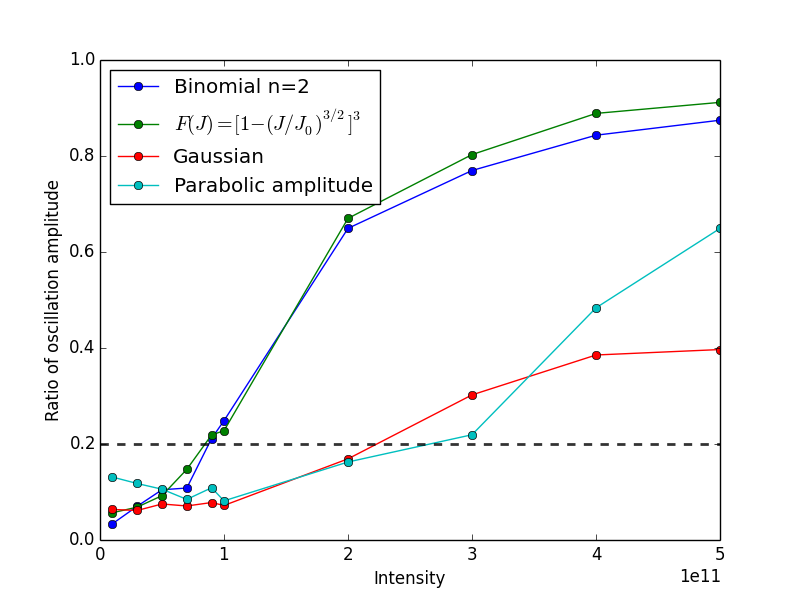 1.0
0.8
0.6
0.4
0.2
0.0
Ratio of oscillation amplitude
Binomial n=2
F(J)=[1−(J/J₀)^{3/2}]³
Gaussian
Parabolic amplitude
0 1 2 3 4 5
Intensity
1e11